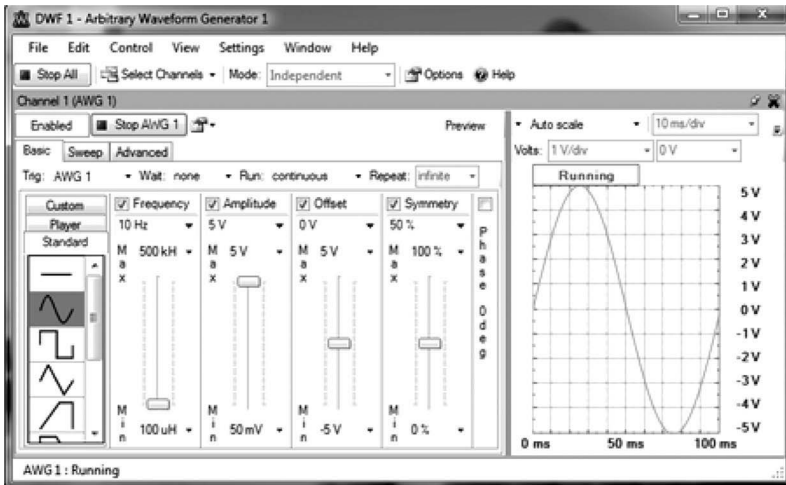 DWF 1 - Arbitrary Waveform Generator 1
File Edit Control View Settings Window Help
Stop All Select Channels Mode: Independent Options Help
Channel 1 (AWG 1)
Enabled Stop AWG 1 Preview
Basic Sweep Advanced
Trig: AWG 1 Wait: none Run: continuous Repeat: infinite
Custom
Player
Standard
Frequency
10 Hz
Max 500 kH
Min 100 uH
Amplitude
5 V
Max 5 V
Min 50 mV
Offset
0 V
Max 5 V
Min -5 V
Symmetry
50 %
Max 100 %
Min 0 %
Phase 0 deg
Auto scale 10 ms/div
Volts: 1 V/div 0 V
Running
5 V
4 V
3 V
2 V
1 V
0 V
-1 V
-2 V
-3 V
-4 V
-5 V
0 ms 50 ms 100 ms
AWG 1 : Running